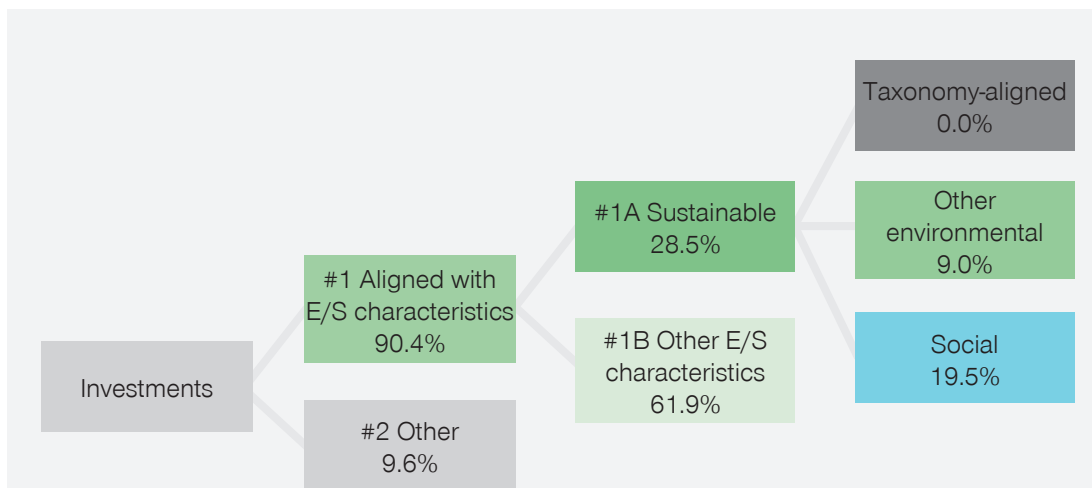 Investments
#1 Aligned with
E/S characteristics
90.4%
#2 Other
9.6%
#1A Sustainable
28.5%
#1B Other E/S
characteristics
61.9%
Taxonomy-aligned
0.0%
Other
environmental
9.0%
Social
19.5%